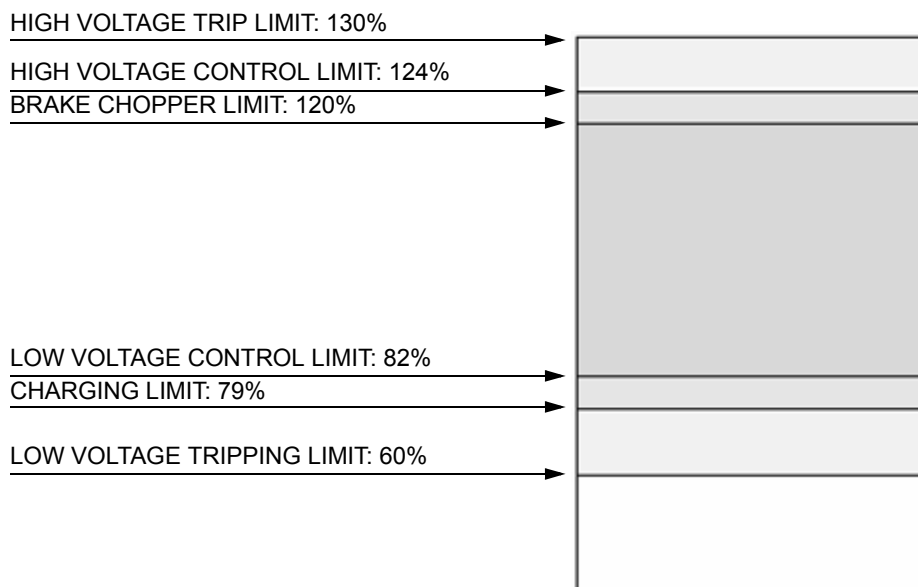 HIGH VOLTAGE TRIP LIMIT: 130%
HIGH VOLTAGE CONTROL LIMIT: 124%
BRAKE CHOPPER LIMIT: 120%
LOW VOLTAGE CONTROL LIMIT: 82%
CHARGING LIMIT: 79%
LOW VOLTAGE TRIPPING LIMIT: 60%